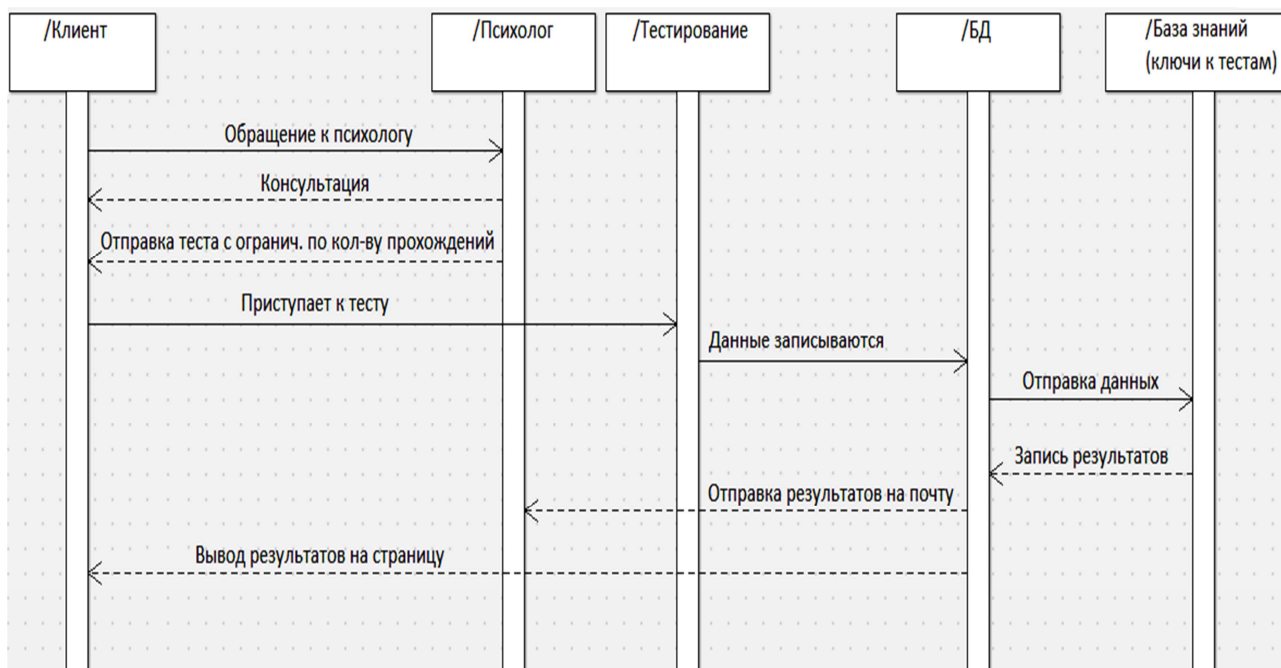 /Клиент
/Психолог
/Тестирование
/БД
/База знаний
(ключи к тестам)
Обращение к психологу
Консультация
Отправка теста с огранич. по кол-ву прохождений
Приступает к тесту
Данные записываются
Отправка данных
Запись результатов
Отправка результатов на почту
Вывод результатов на страницу